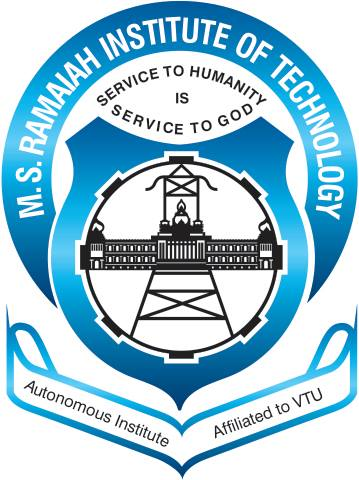 M. S. RAMAIAH INSTITUTE OF TECHNOLOGY
SERVICE TO HUMANITY
IS
SERVICE TO GOD
Autonomous Institute
Affiliated to VTU